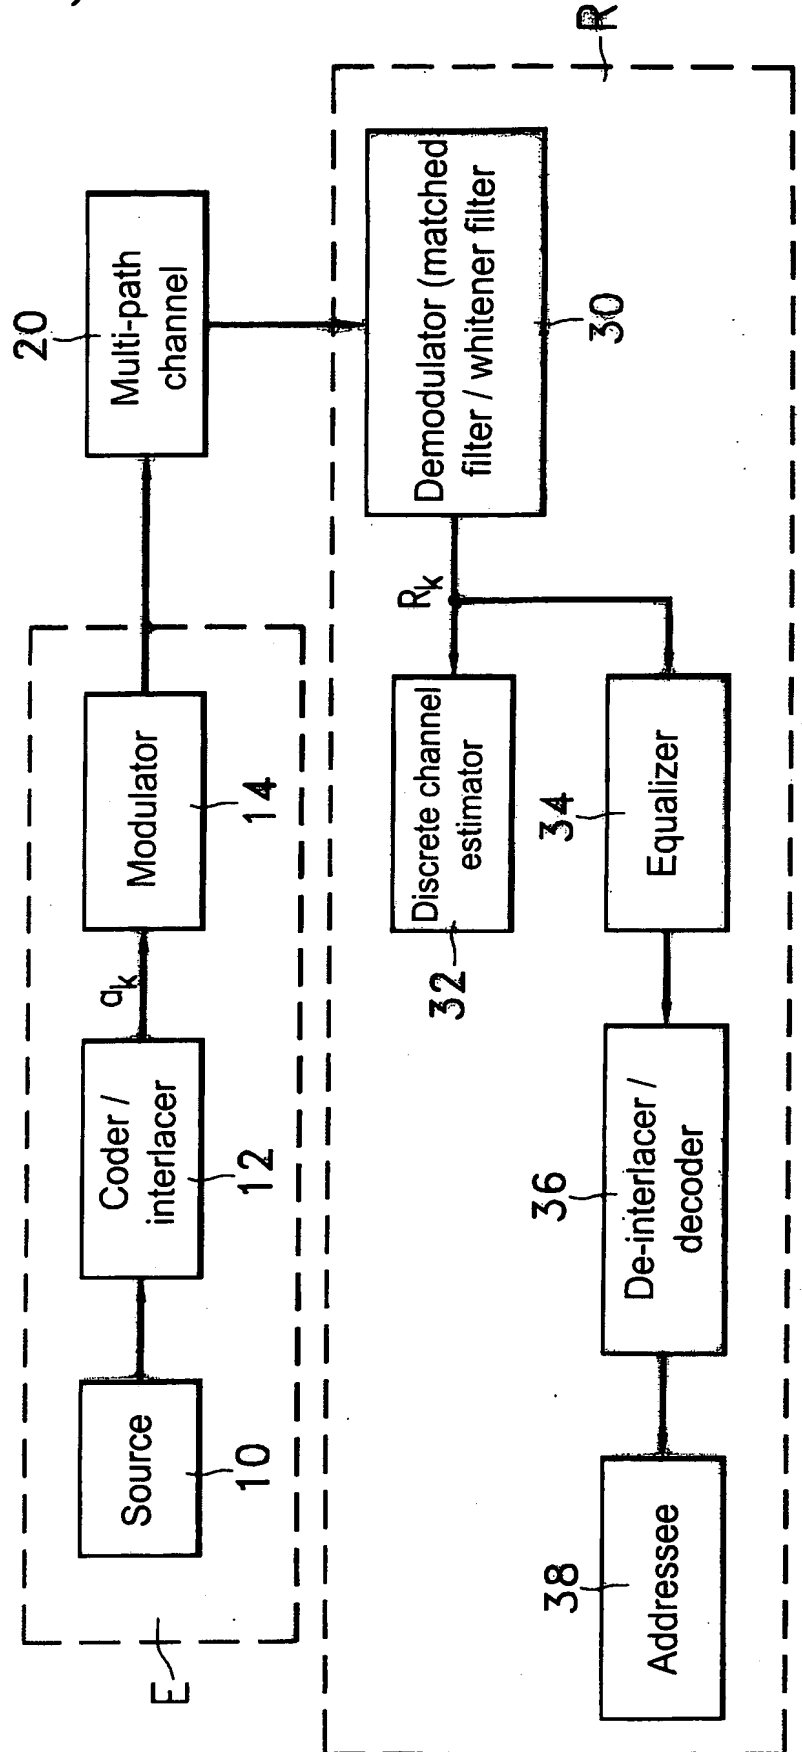 E
Source
10
Coder /
interlacer
12
q_k
Modulator
14
20
Multi-path
channel
R
Demodulator (matched
filter / whitener filter
30
R_k
Discrete channel
estimator
32
34
Equalizer
36
De-interlacer /
decoder
38
Addressee